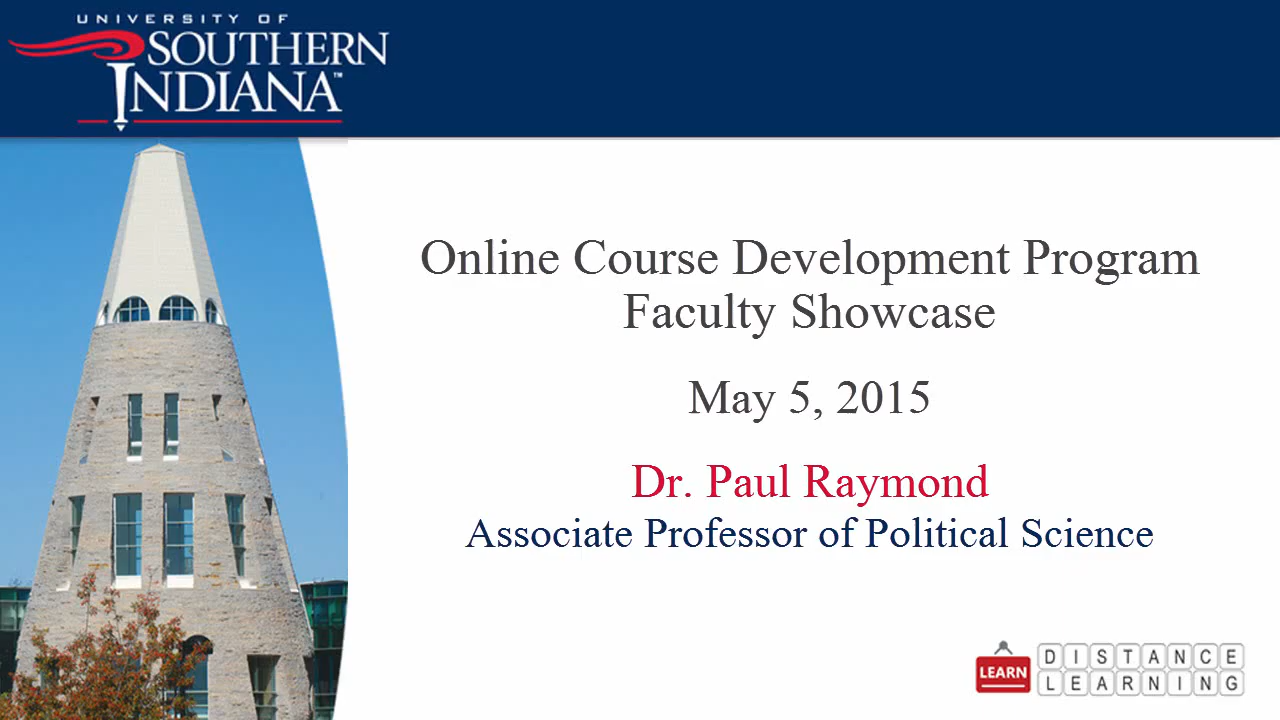 UNIVERSITY OF
SOUTHERN
INDIANA™
Online Course Development Program
Faculty Showcase
May 5, 2015
Dr. Paul Raymond
Associate Professor of Political Science
LEARN
DISTANCE
LEARNING